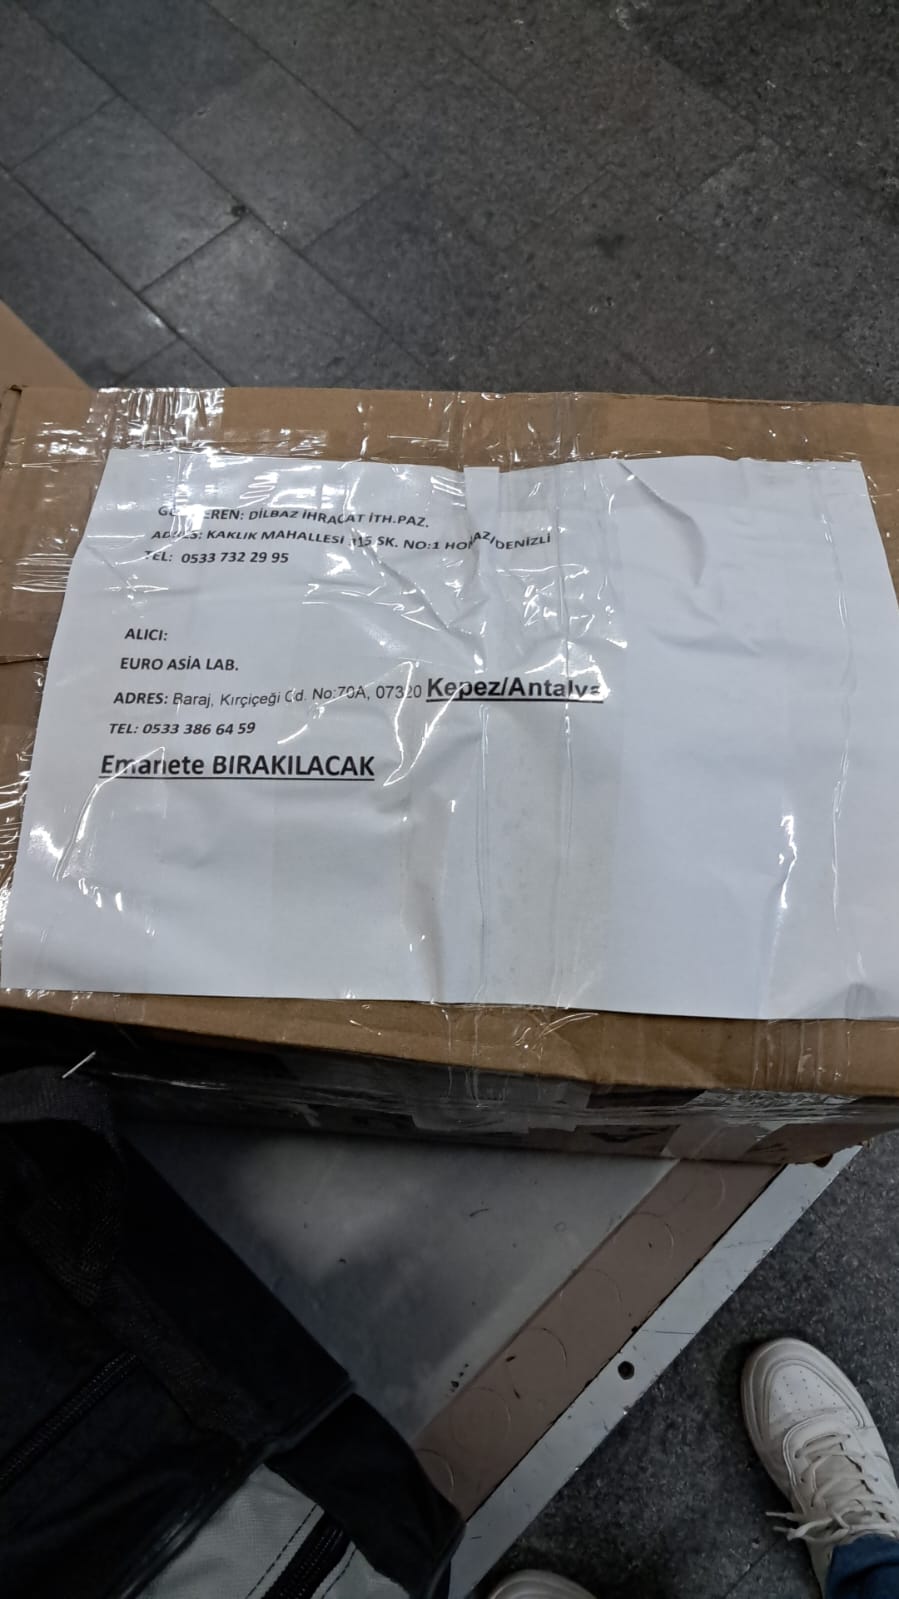 GÖNDEREN: DİLBAZ İHRACAT İTH.PAZ.
ADRES: KAKLIK MAHALLESİ 315 SK. NO:1 HONAZ/DENİZLİ
TEL: 0533 732 29 95
ALICI:
EURO ASİA LAB.
ADRES: Baraj, Kırçiçeği Cd. No:70A, 07320 Kepez/Antalya
TEL: 0533 386 64 59
Emanete BIRAKILACAK